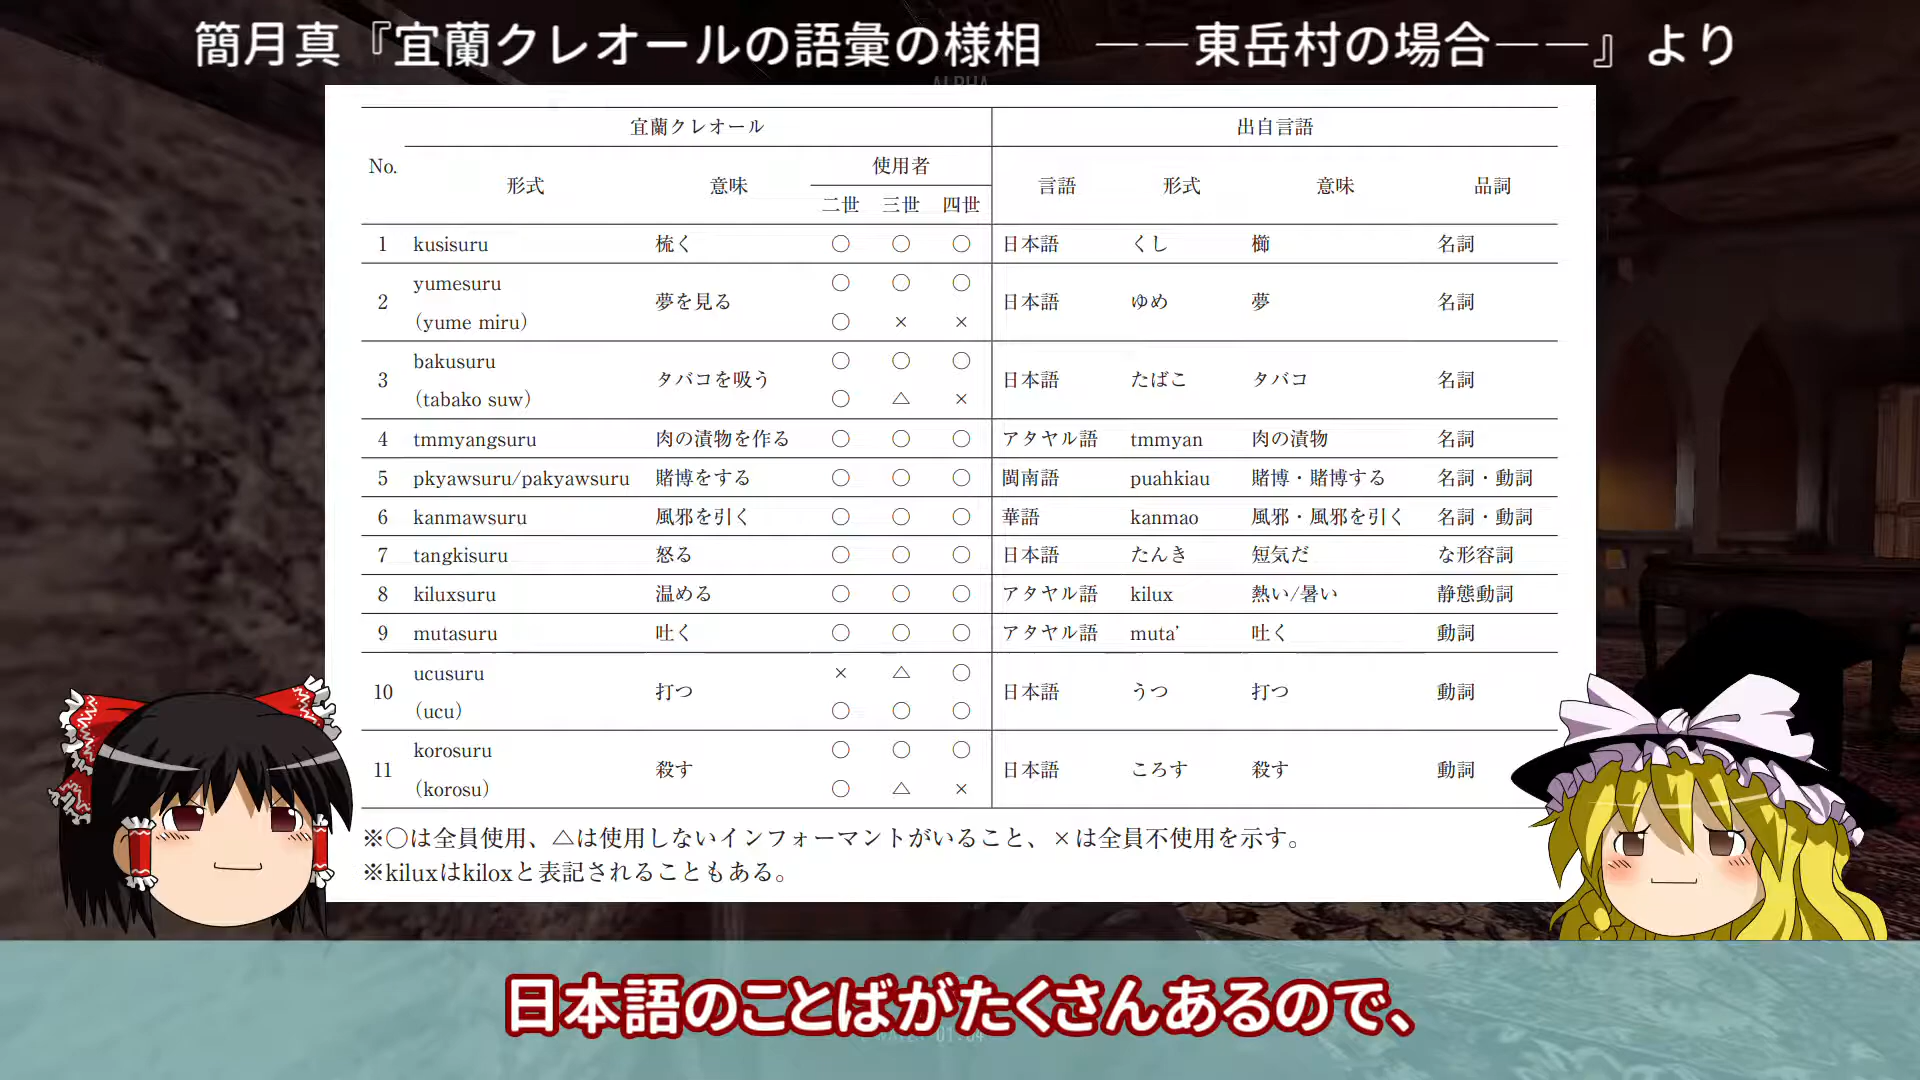 簡月真『宜蘭クレオールの語彙の様相　――東岳村の場合――』より
ALPHA
宜蘭クレオール 出自言語
No. 形式 意味 使用者 言語 形式 意味 品詞
二世 三世 四世
1 kusisuru 梳く ○ ○ ○ 日本語 くし 櫛 名詞
2 yumesuru 夢を見る ○ ○ ○ 日本語 ゆめ 夢 名詞
(yume miru) ○ × ×
3 bakusuru タバコを吸う ○ ○ ○ 日本語 たばこ タバコ 名詞
(tabako suw) ○ △ ×
4 tmmyangsuru 肉の漬物を作る ○ ○ ○ アタヤル語 tmmyan 肉の漬物 名詞
5 pkyawsuru/pakyawsuru 賭博をする ○ ○ ○ 閩南語 puahkiau 賭博・賭博する 名詞・動詞
6 kanmawsuru 風邪を引く ○ ○ ○ 華語 kanmao 風邪・風邪を引く 名詞・動詞
7 tangkisuru 怒る ○ ○ ○ 日本語 たんき 短気だ な形容詞
8 kiluxsuru 温める ○ ○ ○ アタヤル語 kilux 熱い/暑い 静態動詞
9 mutasuru 吐く ○ ○ ○ アタヤル語 muta’ 吐く 動詞
10 ucusuru 打つ × △ ○ 日本語 うつ 打つ 動詞
(ucu) ○ ○ ○
11 korosuru 殺す ○ ○ ○ 日本語 ころす 殺す 動詞
(korosu) ○ △ ×
※○は全員使用、△は使用しないインフォーマントがいること、×は全員不使用を示す。
※kiluxはkiloxと表記されることもある。
日本語のことばがたくさんあるので、